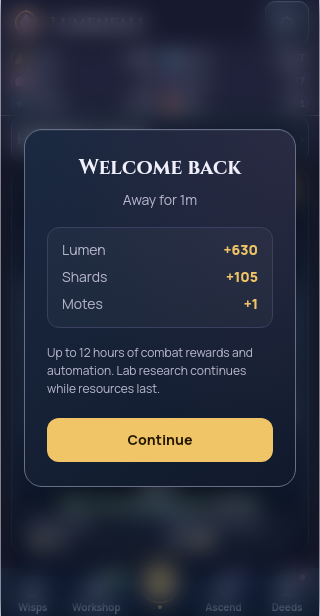 Welcome back
Away for 1m
Lumen +630
Shards +105
Motes +1
Up to 12 hours of combat rewards and
automation. Lab research continues
while resources last.
Continue
Wisps Workshop Ascend Deeds